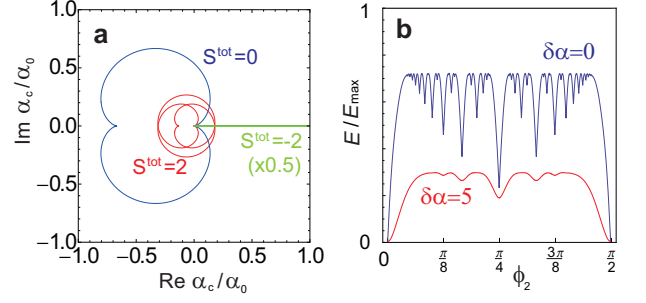 a
1.0
0.5
0.0
−0.5
−1.0
Im α_c/α_0
S^tot=0
S^tot=2
S^tot=-2
(x0.5)
-1.0 -0.5 0.0 0.5 1.0
Re α_c/α_0
b
1
E/E_max
0
δα=0
δα=5
0 π/8 π/4 3π/8 π/2
ϕ_2